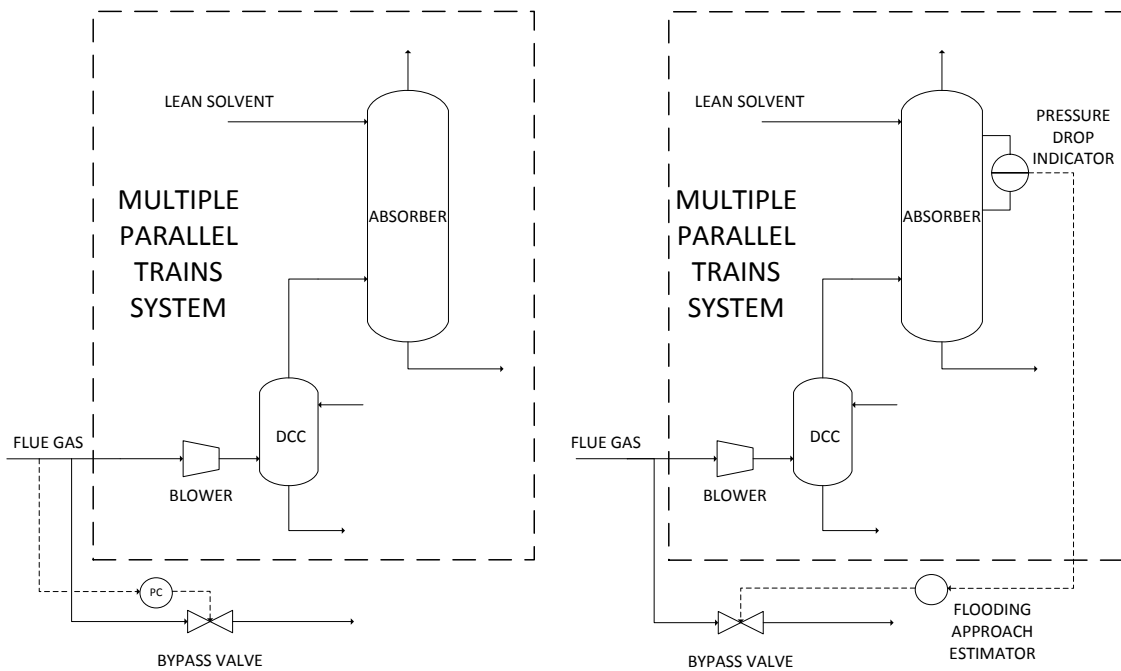 LEAN SOLVENT
MULTIPLE
PARALLEL
TRAINS
SYSTEM
ABSORBER
DCC
FLUE GAS
BLOWER
PC
BYPASS VALVE
LEAN SOLVENT
PRESSURE
DROP
INDICATOR
MULTIPLE
PARALLEL
TRAINS
SYSTEM
ABSORBER
DCC
FLUE GAS
BLOWER
FLOODING
APPROACH
ESTIMATOR
BYPASS VALVE